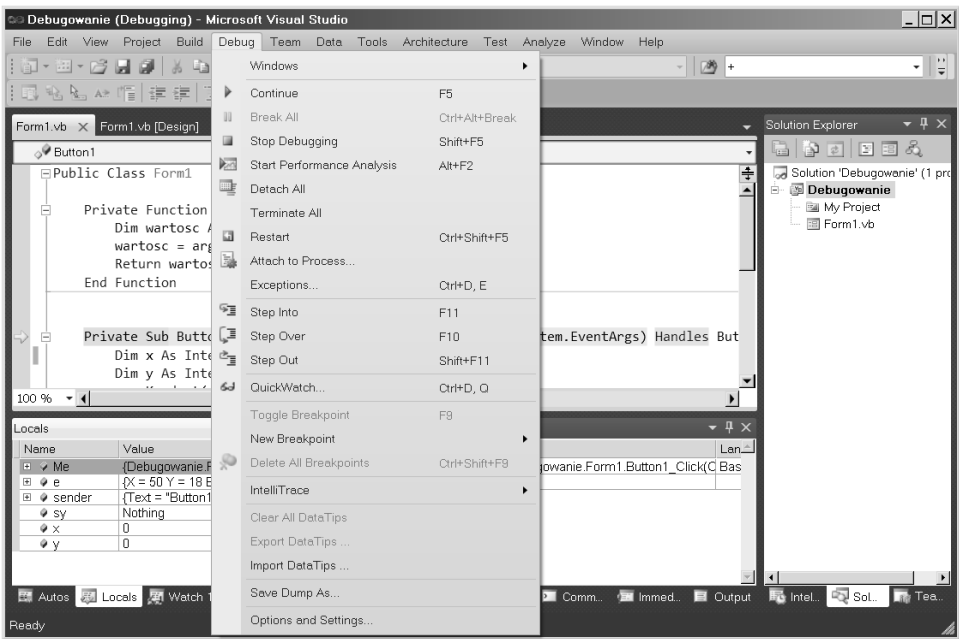 Debugowanie (Debugging) - Microsoft Visual Studio
File Edit View Project Build Debug Team Data Tools Architecture Test Analyze Window Help
Windows
Continue F5
Break All Ctrl+Alt+Break
Stop Debugging Shift+F5
Start Performance Analysis Alt+F2
Detach All
Terminate All
Restart Ctrl+Shift+F5
Attach to Process...
Exceptions... Ctrl+D, E
Step Into F11
Step Over F10
Step Out Shift+F11
QuickWatch... Ctrl+D, Q
Toggle Breakpoint F9
New Breakpoint
Delete All Breakpoints Ctrl+Shift+F9
IntelliTrace
Clear All DataTips
Export DataTips ...
Import DataTips ...
Save Dump As...
Options and Settings...
Form1.vb Form1.vb [Design]
Button1
Public Class Form1
Private Function
Dim wartosc
wartosc =
Return
End Function
Private Sub
tem.EventArgs) Handles But
Dim x As
Dim y As
100 %
Locals
Name Value Lan
Me {Debugowanie.F
gowanie.Form1.Button1_Click(C Bas
e {X = 50 Y = 18
sender {Text = "Button1
sy Nothing
x 0
y 0
Autos Locals Watch 1 Comm... Immed... Output
Solution Explorer
Solution 'Debugowanie' (1 pro
Debugowanie
My Project
Form1.vb
Intel... Sol... Tea...
Ready